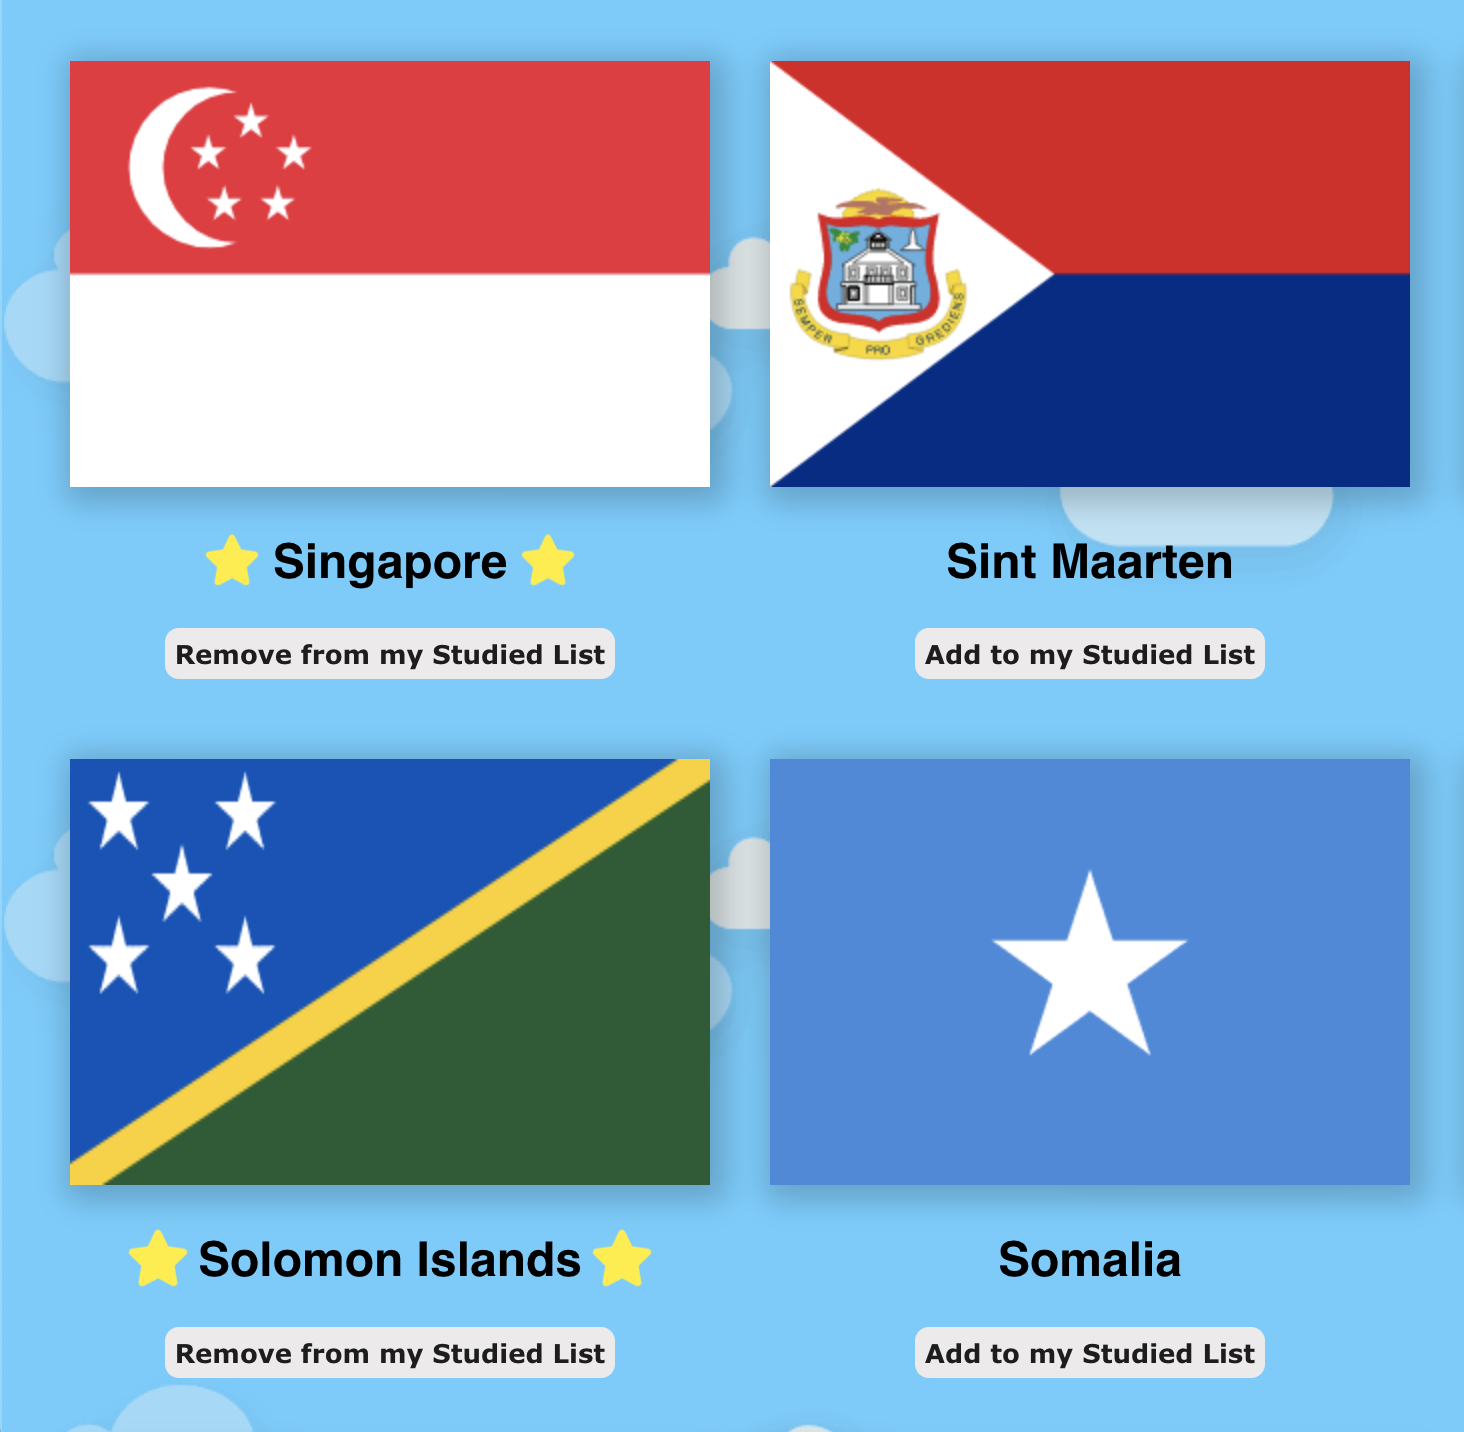 SEMPER PRO GREDIENS
Singapore
Sint Maarten
Remove from my Studied List
Add to my Studied List
Solomon Islands
Somalia
Remove from my Studied List
Add to my Studied List